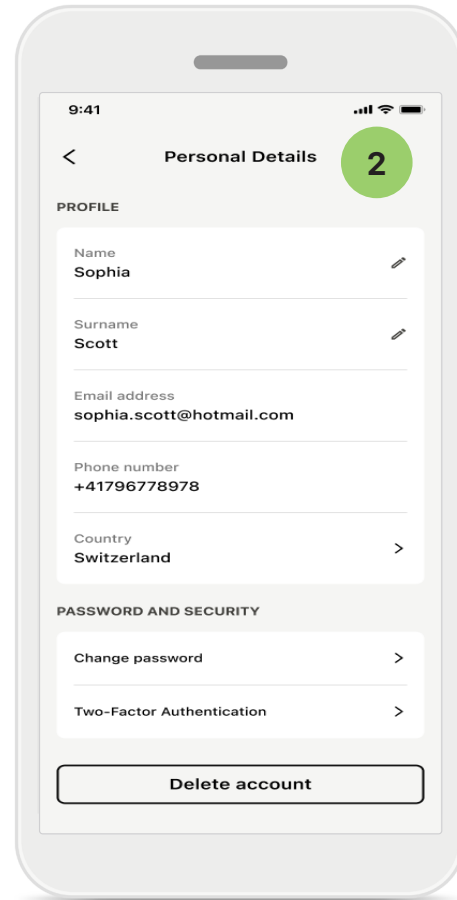 9:41
Personal Details
2
PROFILE
Name
Sophia
Surname
Scott
Email address
sophia.scott@hotmail.com
Phone number
+41796778978
Country
Switzerland
PASSWORD AND SECURITY
Change password
Two-Factor Authentication
Delete account